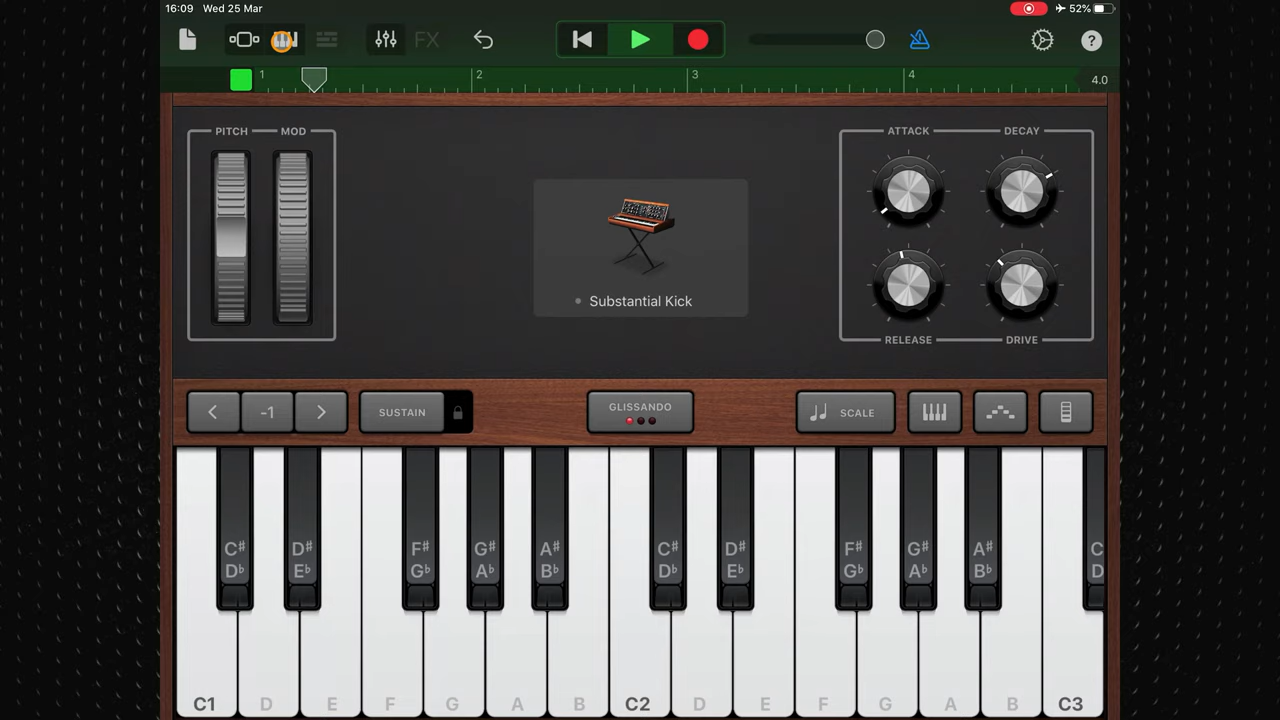 16:09 Wed 25 Mar 52%
FX
1 2 3 4 4.0
PITCH MOD ATTACK DECAY
Substantial Kick
RELEASE DRIVE
-1 SUSTAIN GLISSANDO SCALE
C♯ D♯ F♯ G♯ A♯ C♯ D♯ F♯ G♯ A♯ C
D♭ E♭ G♭ A♭ B♭ D♭ E♭ G♭ A♭ B♭ D
C1 D E F G A B C2 D E F G A B C3